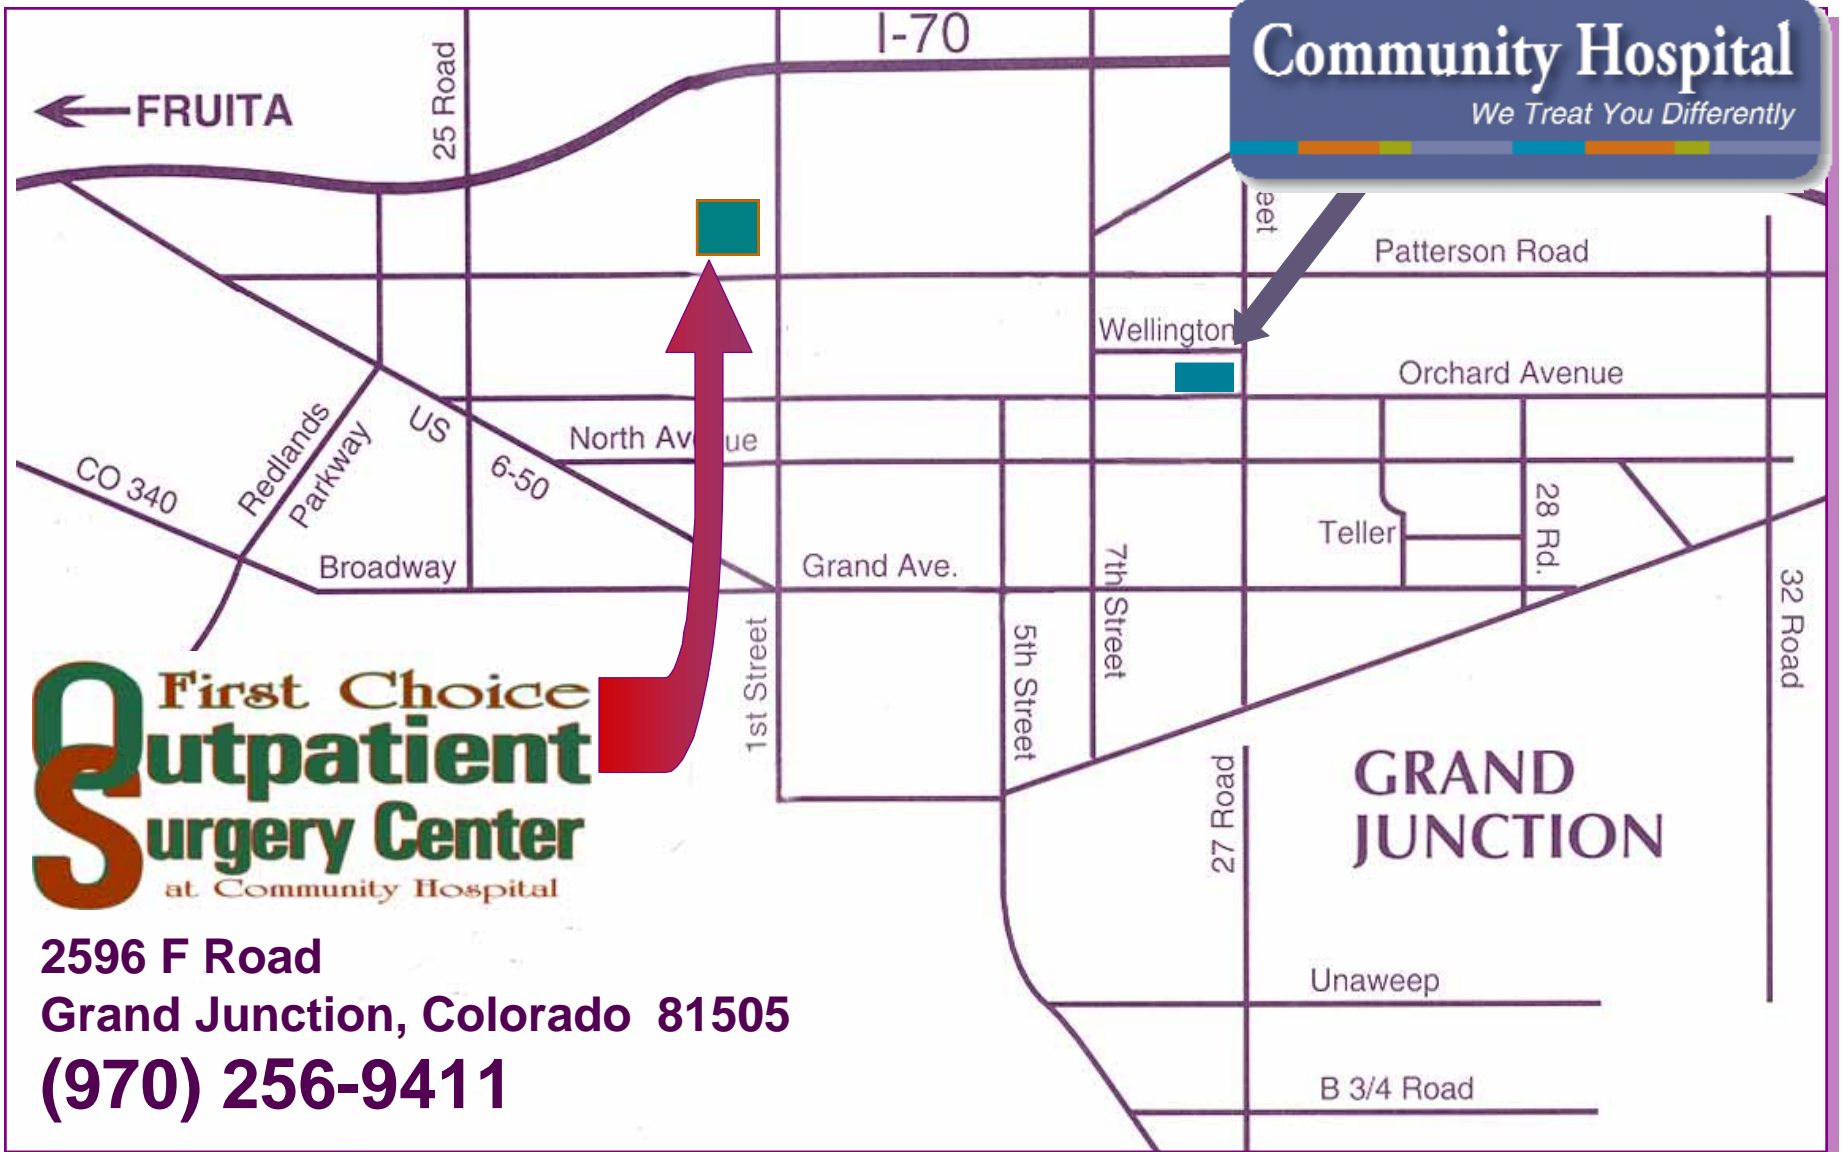 I-70
Community Hospital
We Treat You Differently
FRUITA
25 Road
eet
Patterson Road
Wellington
Orchard Avenue
US
6-50
North Av ue
Redlands
Parkway
CO 340
Broadway
Grand Ave.
Teller
28 Rd.
7th Street
5th Street
1st Street
32 Road
27 Road
GRAND
JUNCTION
Unaweep
B 3/4 Road
First Choice
Outpatient
Surgery Center
at Community Hospital
2596 F Road
Grand Junction, Colorado 81505
(970) 256-9411